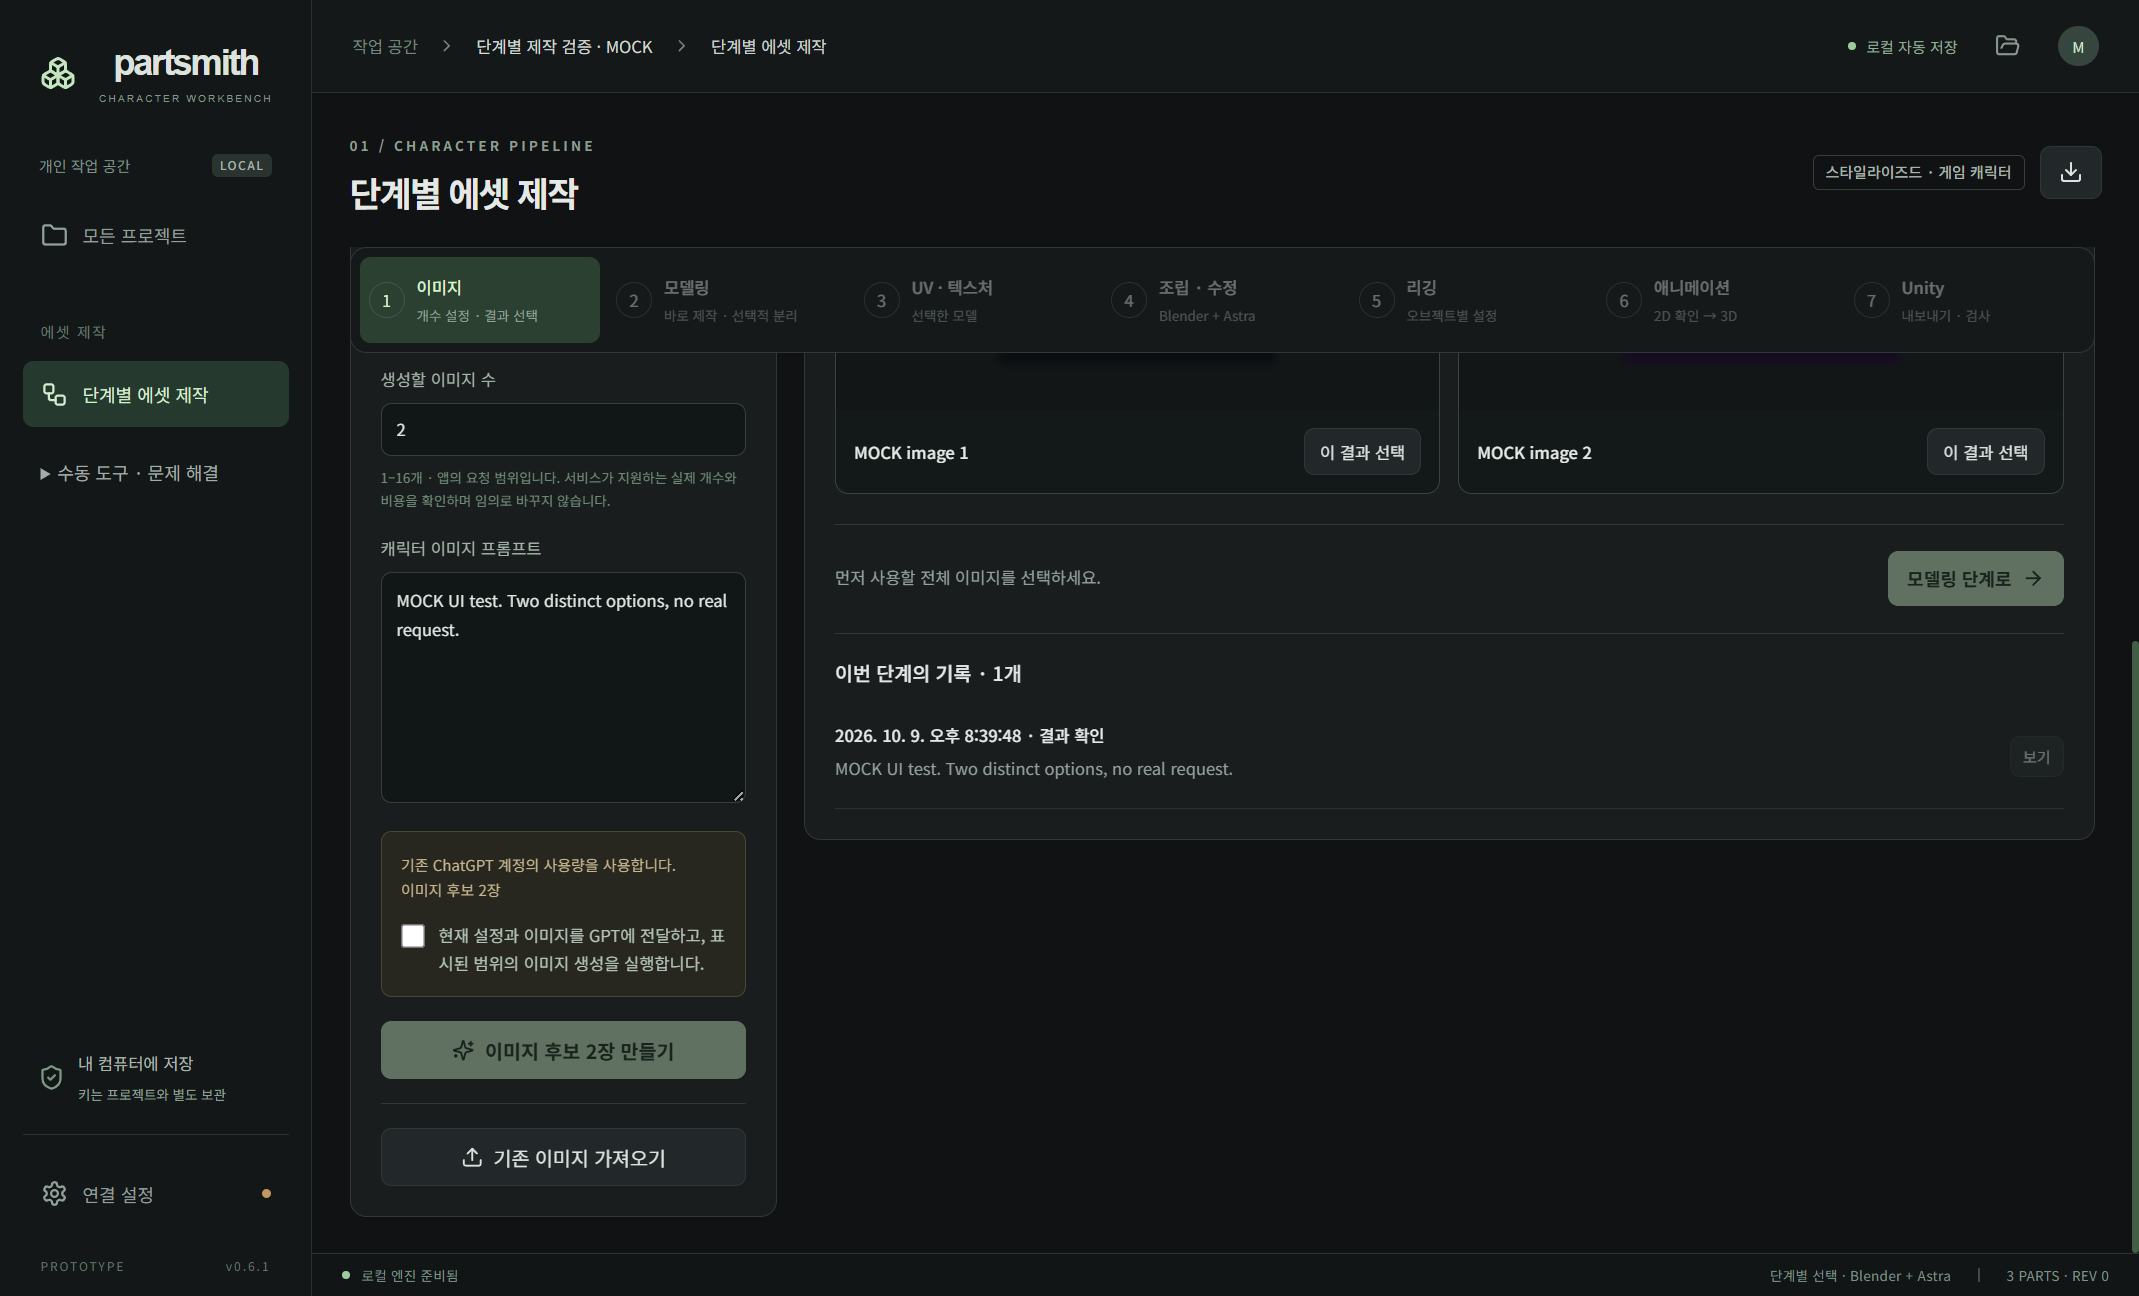 partsmith
CHARACTER WORKBENCH
개인 작업 공간
LOCAL
모든 프로젝트
에셋 제작
단계별 에셋 제작
수동 도구 · 문제 해결
내 컴퓨터에 저장
키는 프로젝트와 별도 보관
연결 설정
PROTOTYPE
v0.6.1
작업 공간
단계별 제작 검증 · MOCK
단계별 에셋 제작
로컬 자동 저장
M
01 / CHARACTER PIPELINE
단계별 에셋 제작
스타일라이즈드 · 게임 캐릭터
1
이미지
개수 설정 · 결과 선택
2
모델링
바로 제작 · 선택적 분리
3
UV · 텍스처
선택한 모델
4
조립 · 수정
Blender + Astra
5
리깅
오브젝트별 설정
6
애니메이션
2D 확인 → 3D
7
Unity
내보내기 · 검사
생성할 이미지 수
2
1–16개 · 앱의 요청 범위입니다. 서비스가 지원하는 실제 개수와
비용을 확인하며 임의로 바꾸지 않습니다.
캐릭터 이미지 프롬프트
MOCK UI test. Two distinct options, no real
request.
기존 ChatGPT 계정의 사용량을 사용합니다.
이미지 후보 2장
현재 설정과 이미지를 GPT에 전달하고, 표
시된 범위의 이미지 생성을 실행합니다.
이미지 후보 2장 만들기
기존 이미지 가져오기
MOCK image 1
이 결과 선택
MOCK image 2
이 결과 선택
먼저 사용할 전체 이미지를 선택하세요.
모델링 단계로
이번 단계의 기록 · 1개
2026. 10. 9. 오후 8:39:48 · 결과 확인
MOCK UI test. Two distinct options, no real request.
보기
로컬 엔진 준비됨
단계별 선택 · Blender + Astra
3 PARTS · REV 0